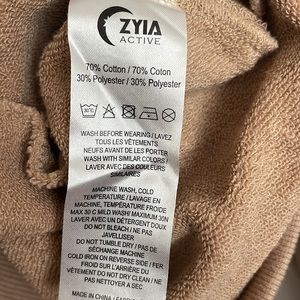 ZYIA
ACTIVE
70% Cotton / 70% Coton
30% Polyester / 30% Polyester
30°C
WASH BEFORE WEARING / LAVEZ
TOUS LES VÊTEMENTS
NEUFS AVANT DE LES PORTER
WASH WITH SIMILAR COLORS /
LAVER AVEC DES COULEURS
SIMILAIRES
MACHINE WASH, COLD
TEMPERATURE / LAVAGE EN
MACHINE, TEMPÉRATURE FROIDE
MAX 30 C MILD WASH/ MAXIMUM 30N
LAVER AVEC UN DÉTERGENT DOUX
DO NOT BLEACH / NE PAS
JAVELLISER
DO NOT TUMBLE DRY / PAS DE
SÉCHANGE MACHINE
COLD IRON ON REVERSE SIDE / FER
FROID SUR L'ARRIÈRE DU
VÊTEMENT DO NOT DRY CLEAN / NE
PAS NETTOYER A SEC
MADE IN CHINA /